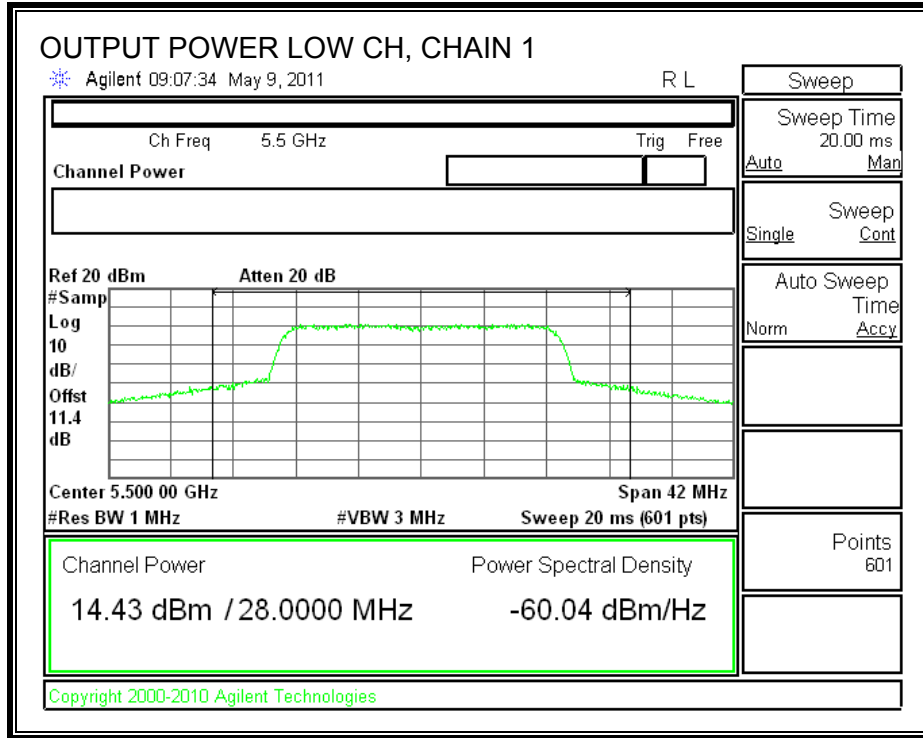 OUTPUT POWER LOW CH, CHAIN 1
Agilent 09:07:34 May 9, 2011 R L
Ch Freq 5.5 GHz Trig Free
Channel Power
Ref 20 dBm Atten 20 dB
#Samp
Log
10
dB/
Offst
11.4
dB
Center 5.500 00 GHz Span 42 MHz
#Res BW 1 MHz #VBW 3 MHz Sweep 20 ms (601 pts)
Channel Power Power Spectral Density
14.43 dBm / 28.0000 MHz -60.04 dBm/Hz
Copyright 2000-2010 Agilent Technologies
Sweep
Sweep Time
20.00 ms
Auto Man
Sweep
Single Cont
Auto Sweep
Time
Norm Accy
Points
601